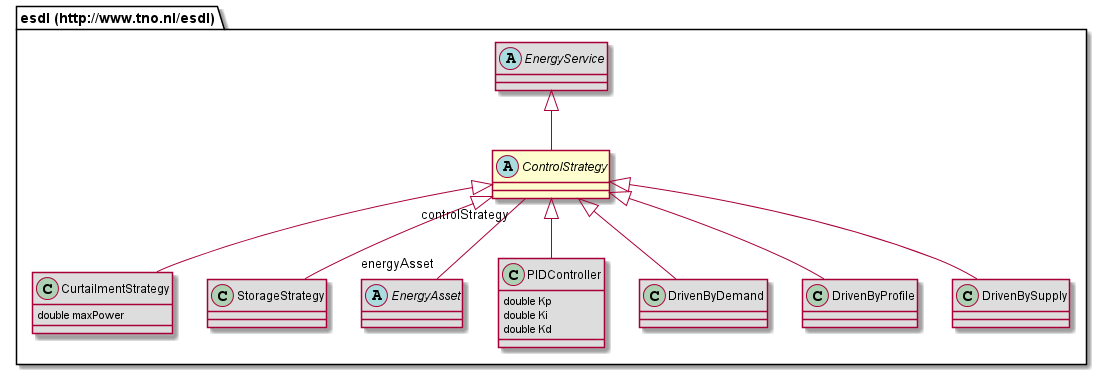 esdl (http://www.tno.nl/esdl)
A EnergyService
A ControlStrategy
controlStrategy
energyAsset
C CurtailmentStrategy
double maxPower
C StorageStrategy
A EnergyAsset
C PIDController
double Kp
double Ki
double Kd
C DrivenByDemand
C DrivenByProfile
C DrivenBySupply